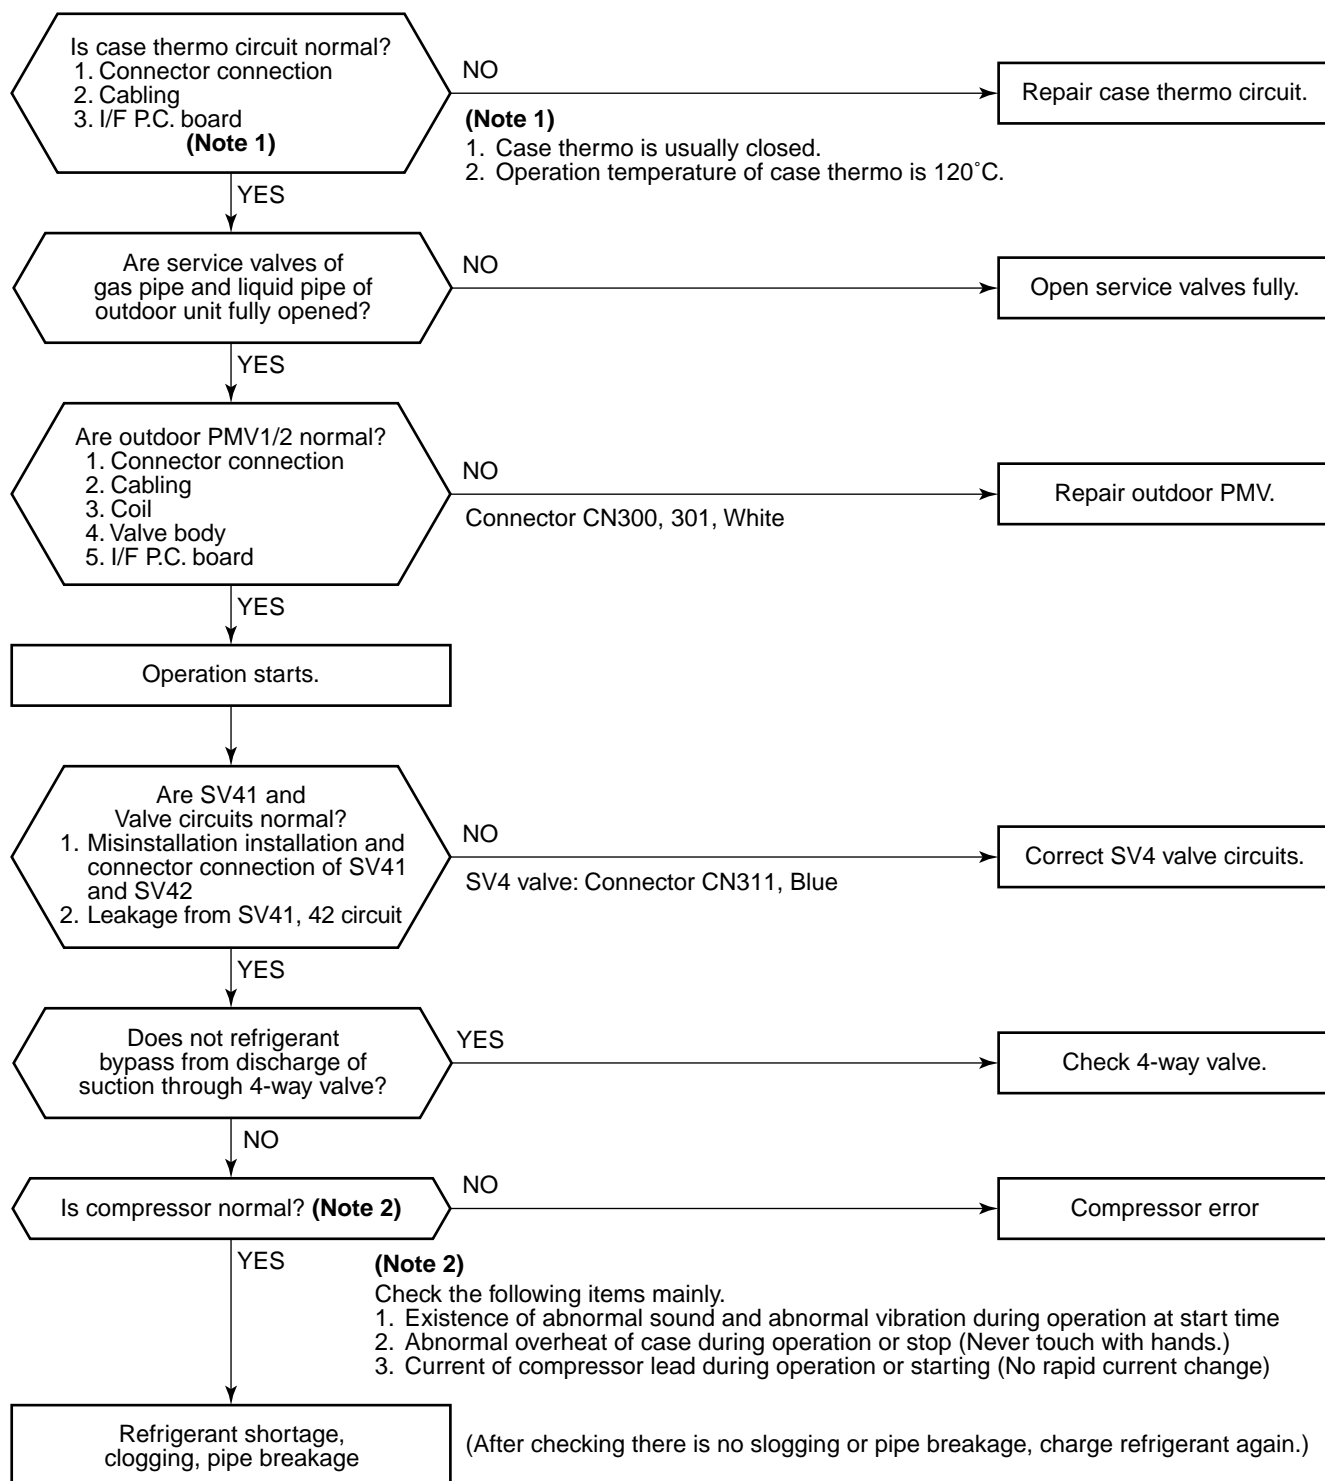 Is case thermo circuit normal?
1. Connector connection
2. Cabling
3. I/F P.C. board
(Note 1)
NO
Repair case thermo circuit.
(Note 1)
1. Case thermo is usually closed.
2. Operation temperature of case thermo is 120˚C.
YES
Are service valves of
gas pipe and liquid pipe of
outdoor unit fully opened?
NO
Open service valves fully.
YES
Are outdoor PMV1/2 normal?
1. Connector connection
2. Cabling
3. Coil
4. Valve body
5. I/F P.C. board
NO
Connector CN300, 301, White
Repair outdoor PMV.
YES
Operation starts.
Are SV41 and
Valve circuits normal?
1. Misinstallation installation and
connector connection of SV41
and SV42
2. Leakage from SV41, 42 circuit
NO
SV4 valve: Connector CN311, Blue
Correct SV4 valve circuits.
YES
Does not refrigerant
bypass from discharge of
suction through 4-way valve?
YES
Check 4-way valve.
NO
Is compressor normal? (Note 2)
NO
Compressor error
YES
(Note 2)
Check the following items mainly.
1. Existence of abnormal sound and abnormal vibration during operation at start time
2. Abnormal overheat of case during operation or stop (Never touch with hands.)
3. Current of compressor lead during operation or starting (No rapid current change)
Refrigerant shortage,
clogging, pipe breakage
(After checking there is no slogging or pipe breakage, charge refrigerant again.)